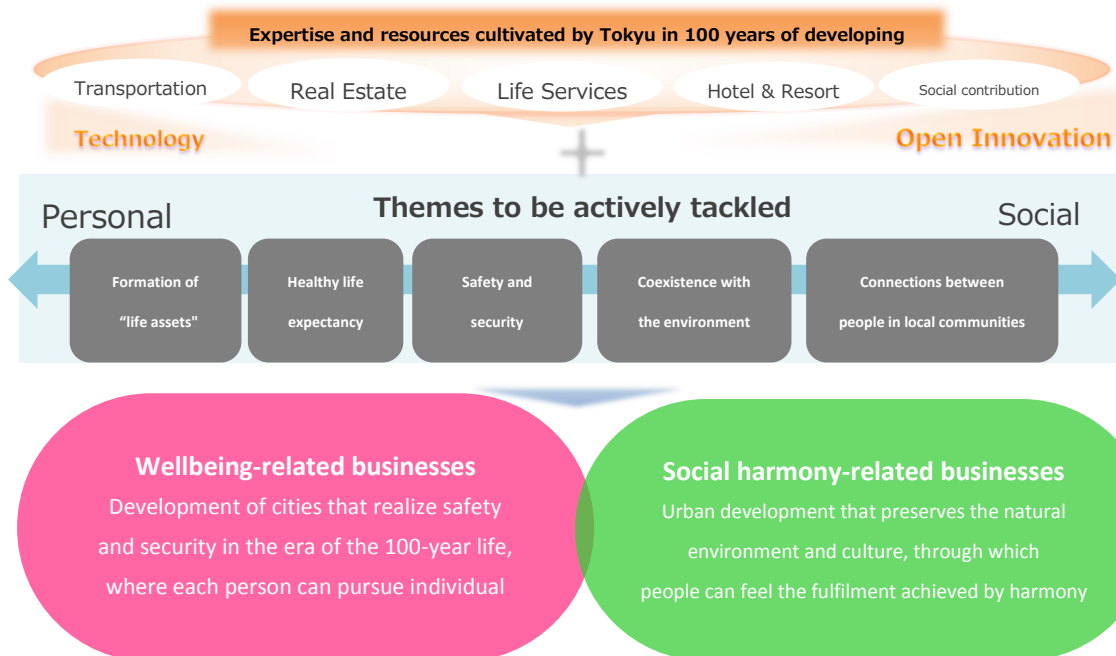 Expertise and resources cultivated by Tokyu in 100 years of developing
Transportation
Real Estate
Life Services
Hotel & Resort
Social contribution
Technology
Open Innovation
Personal
Themes to be actively tackled
Social
Formation of
“life assets"
Healthy life
expectancy
Safety and
security
Coexistence with
the environment
Connections between
people in local communities
Wellbeing-related businesses
Development of cities that realize safety
and security in the era of the 100-year life,
where each person can pursue individual
Social harmony-related businesses
Urban development that preserves the natural
environment and culture, through which
people can feel the fulfilment achieved by harmony